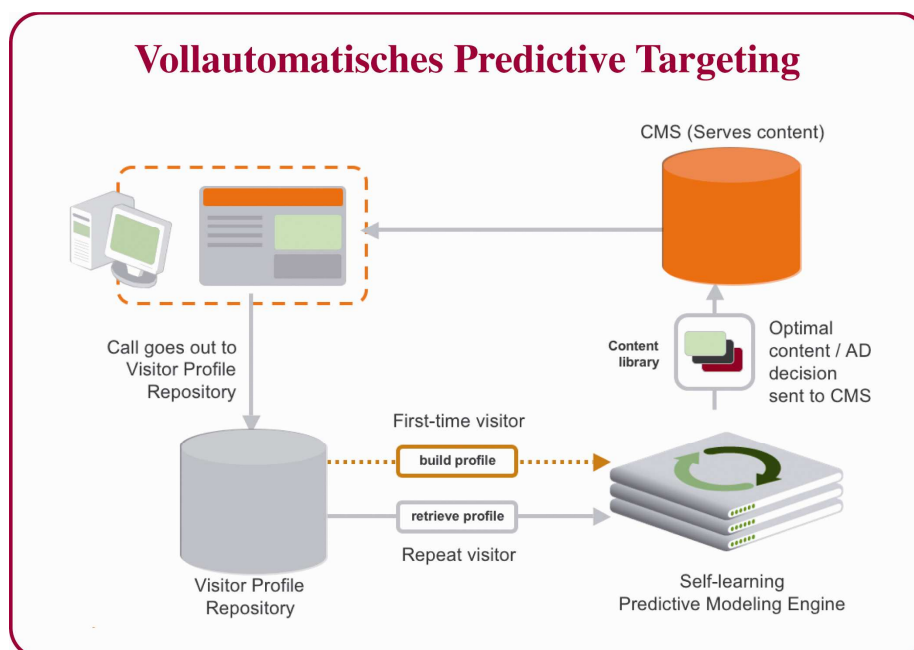 Vollautomatisches Predictive Targeting
CMS (Serves content)
Call goes out to
Visitor Profile
Repository
Content
library
Optimal
content / AD
decision
sent to CMS
First-time visitor
build profile
retrieve profile
Repeat visitor
Visitor Profile
Repository
Self-learning
Predictive Modeling Engine